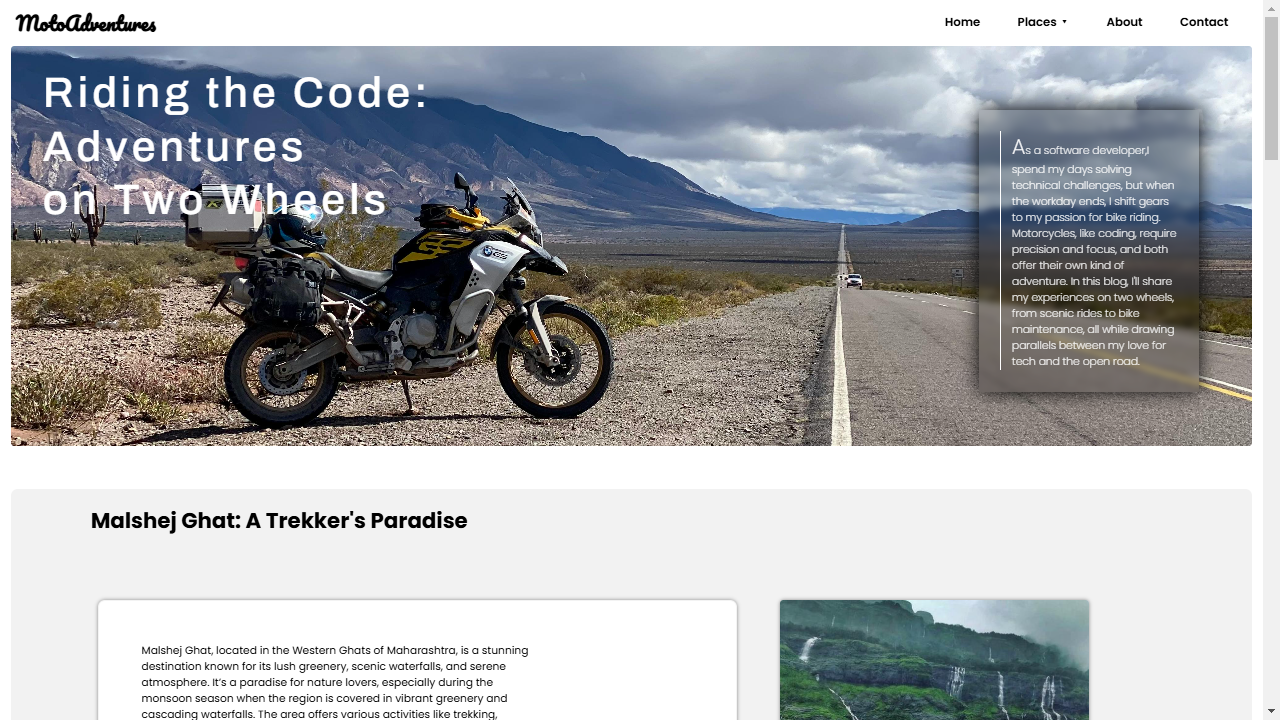 MotoAdventures
Home Places ▾ About Contact
Riding the Code:
Adventures
on Two Wheels
As a software developer,I
spend my days solving
technical challenges, but when
the workday ends, I shift gears
to my passion for bike riding.
Motorcycles, like coding, require
precision and focus, and both
offer their own kind of
adventure. In this blog, I'll share
my experiences on two wheels,
from scenic rides to bike
maintenance, all while drawing
parallels between my love for
tech and the open road.
Malshej Ghat: A Trekker's Paradise
Malshej Ghat, located in the Western Ghats of Maharashtra, is a stunning
destination known for its lush greenery, scenic waterfalls, and serene
atmosphere. It’s a paradise for nature lovers, especially during the
monsoon season when the region is covered in vibrant greenery and
cascading waterfalls. The area offers various activities like trekking,